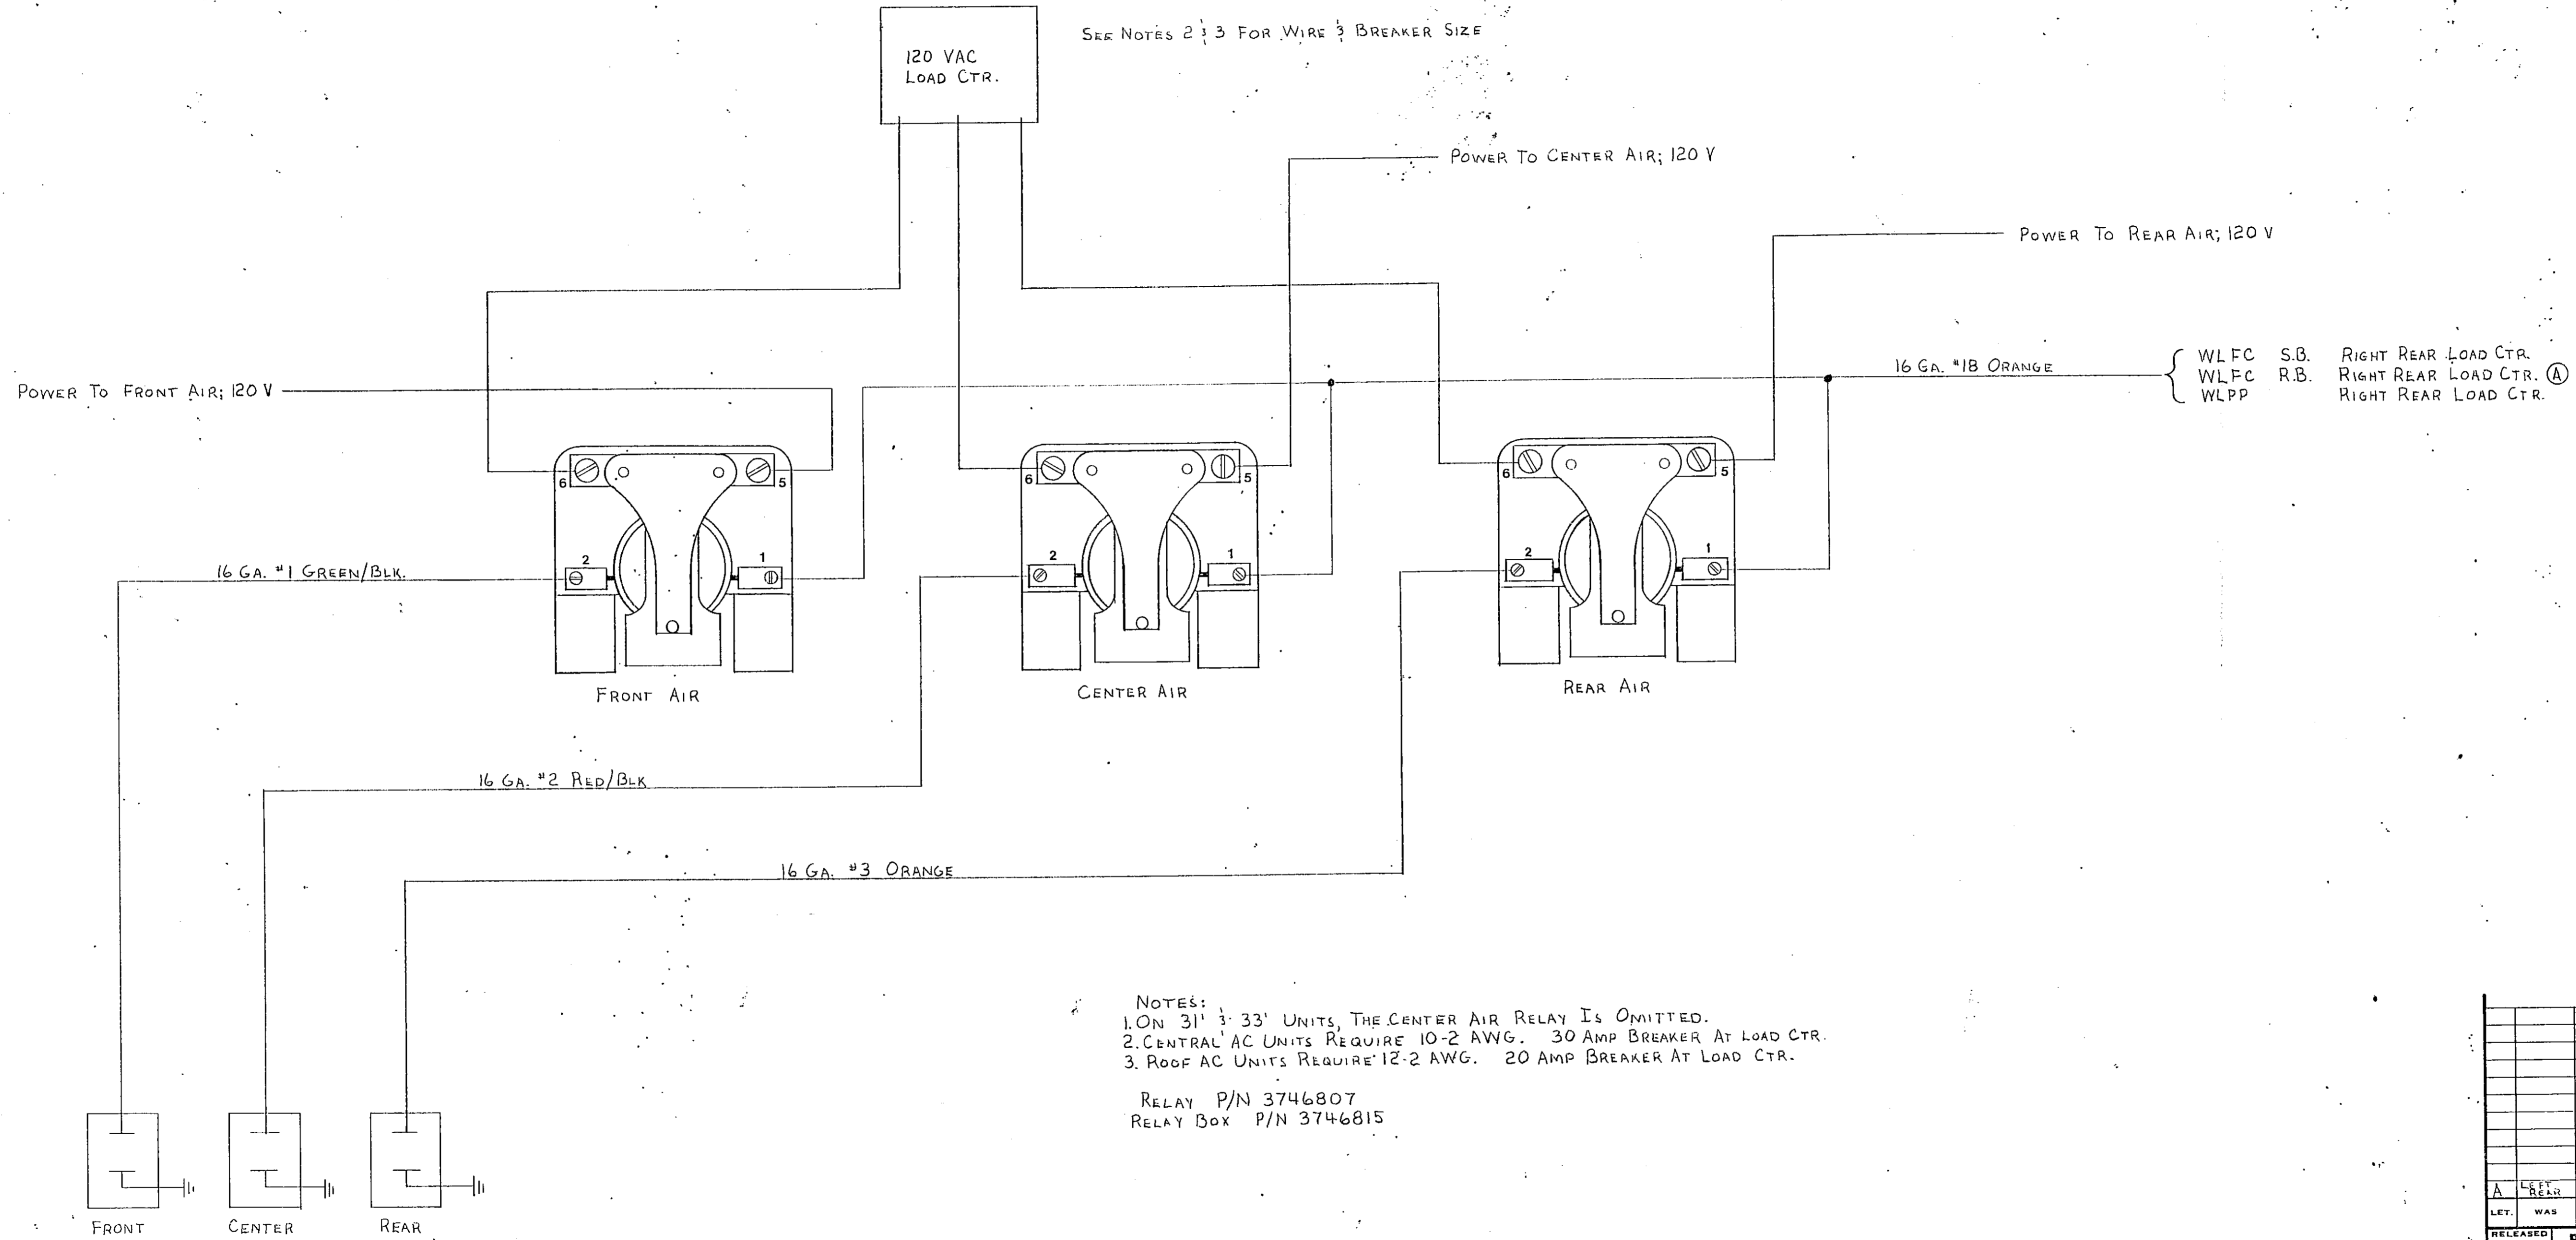 120 VAC
LOAD CTR.
SEE NOTES 2 & 3 FOR WIRE & BREAKER SIZE
POWER TO CENTER AIR; 120 V
POWER TO REAR AIR; 120 V
POWER TO FRONT AIR; 120 V
16 GA. #18 ORANGE
WLFC S.B. RIGHT REAR LOAD CTR.
WLFC R.B. RIGHT REAR LOAD CTR. A
WLPP RIGHT REAR LOAD CTR.
6 5
2 1
FRONT AIR
6 5
2 1
CENTER AIR
6 5
2 1
REAR AIR
16 GA. #1 GREEN/BLK.
16 GA. #2 RED/BLK
16 GA. #3 ORANGE
NOTES:
1. ON 31' & 33' UNITS, THE CENTER AIR RELAY IS OMITTED.
2. CENTRAL AC UNITS REQUIRE 10-2 AWG. 30 AMP BREAKER AT LOAD CTR.
3. ROOF AC UNITS REQUIRE 12-2 AWG. 20 AMP BREAKER AT LOAD CTR.
RELAY P/N 3746807
RELAY BOX P/N 3746815
FRONT
CENTER
REAR
A LEFT REAR
LET. WAS
RELEASED